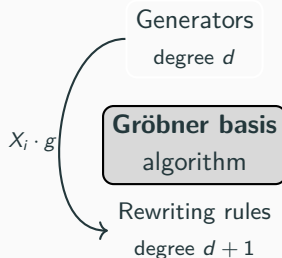 Generators
degree d
X_i · g
Gröbner basis
algorithm
Rewriting rules
degree d + 1